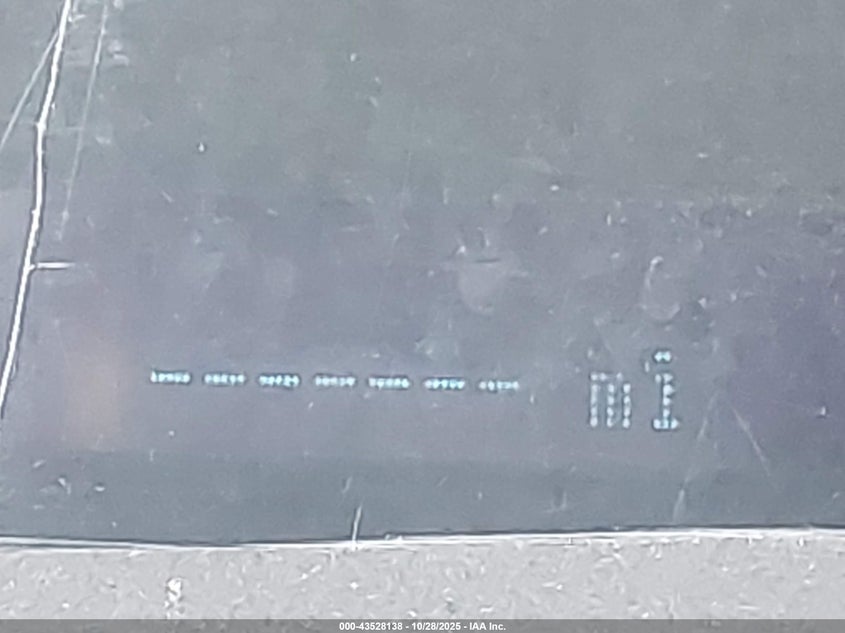 ------- mi
000-43528138 - 10/28/2025 - IAA Inc.